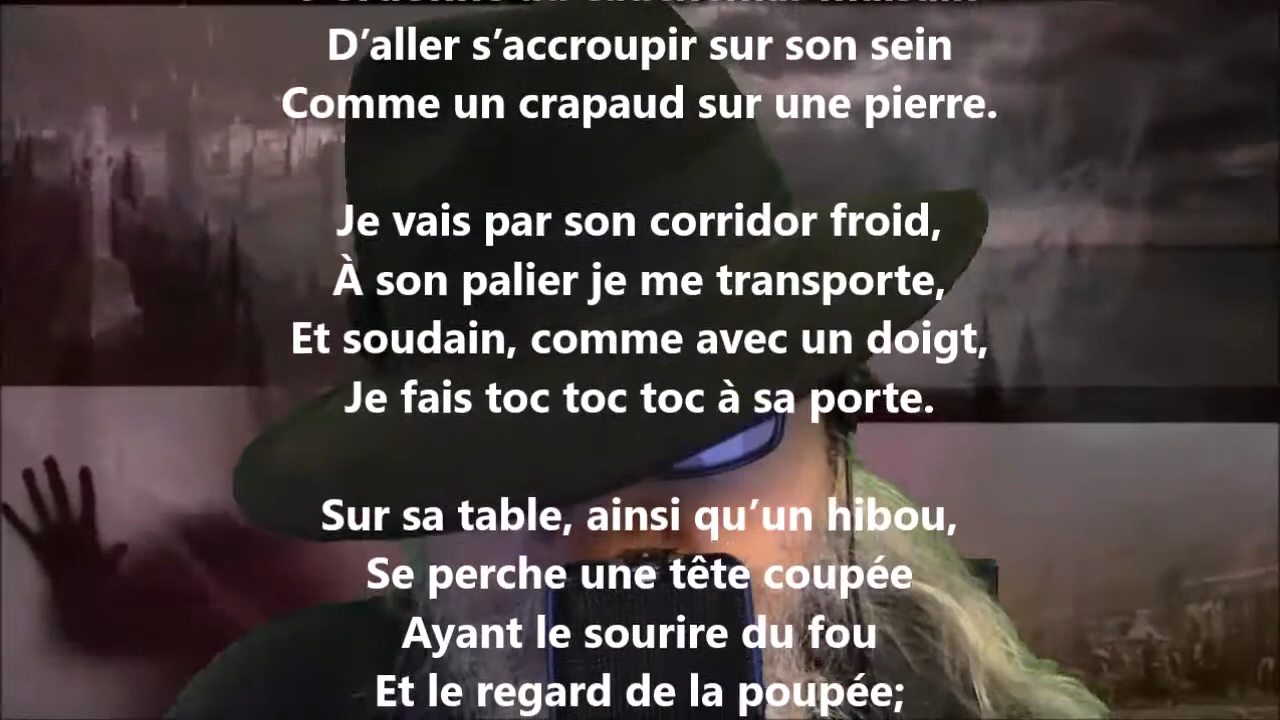 D’aller s’accroupir sur son sein
Comme un crapaud sur une pierre.
Je vais par son corridor froid,
À son palier je me transporte,
Et soudain, comme avec un doigt,
Je fais toc toc toc à sa porte.
Sur sa table, ainsi qu’un hibou,
Se perche une tête coupée
Ayant le sourire du fou
Et le regard de la poupée;